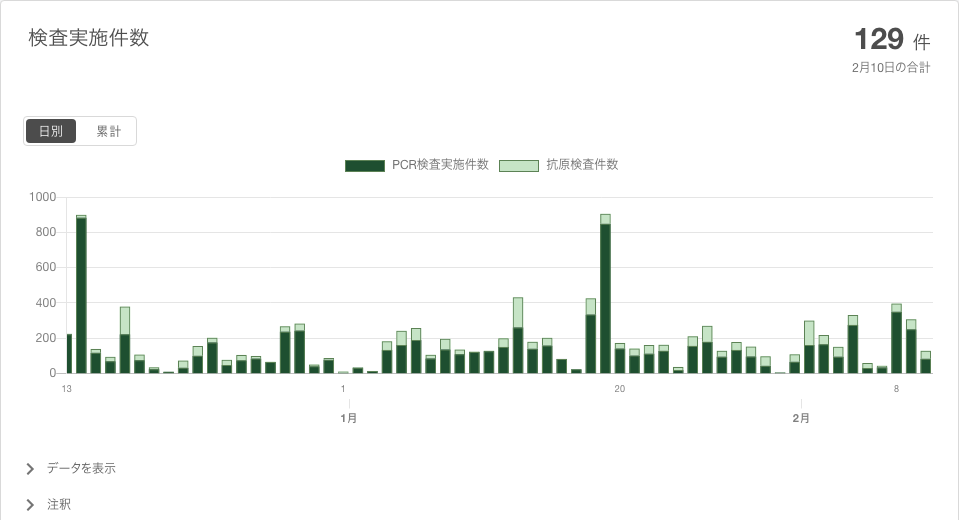 検査実施件数
129 件
2月10日の合計
日別 累計
PCR検査実施件数 抗原検査件数
1000
800
600
400
200
0
13 1 20 8
1月 2月
データを表示
注釈